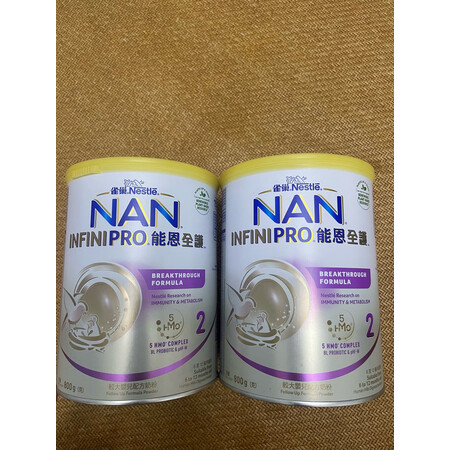 雀巢.Nestlé
NAN
INFINIPRO.能恩全護
BREAKTHROUGH
FORMULA
Nestlé Research on
IMMUNITY & METABOLISM
5
HMO
2
5 HMO COMPLEX
BL PROBIOTIC &
800g
較大嬰兒配方奶粉
Follow Up Formula Powder
雀巢.Nestlé
NAN
INFINIPRO.能恩全護
BREAKTHROUGH
FORMULA
Nestlé Research on
IMMUNITY & METABOLISM
5
HMO
2
5 HMO COMPLEX
BL PROBIOTIC &
800g
較大嬰兒配方奶粉